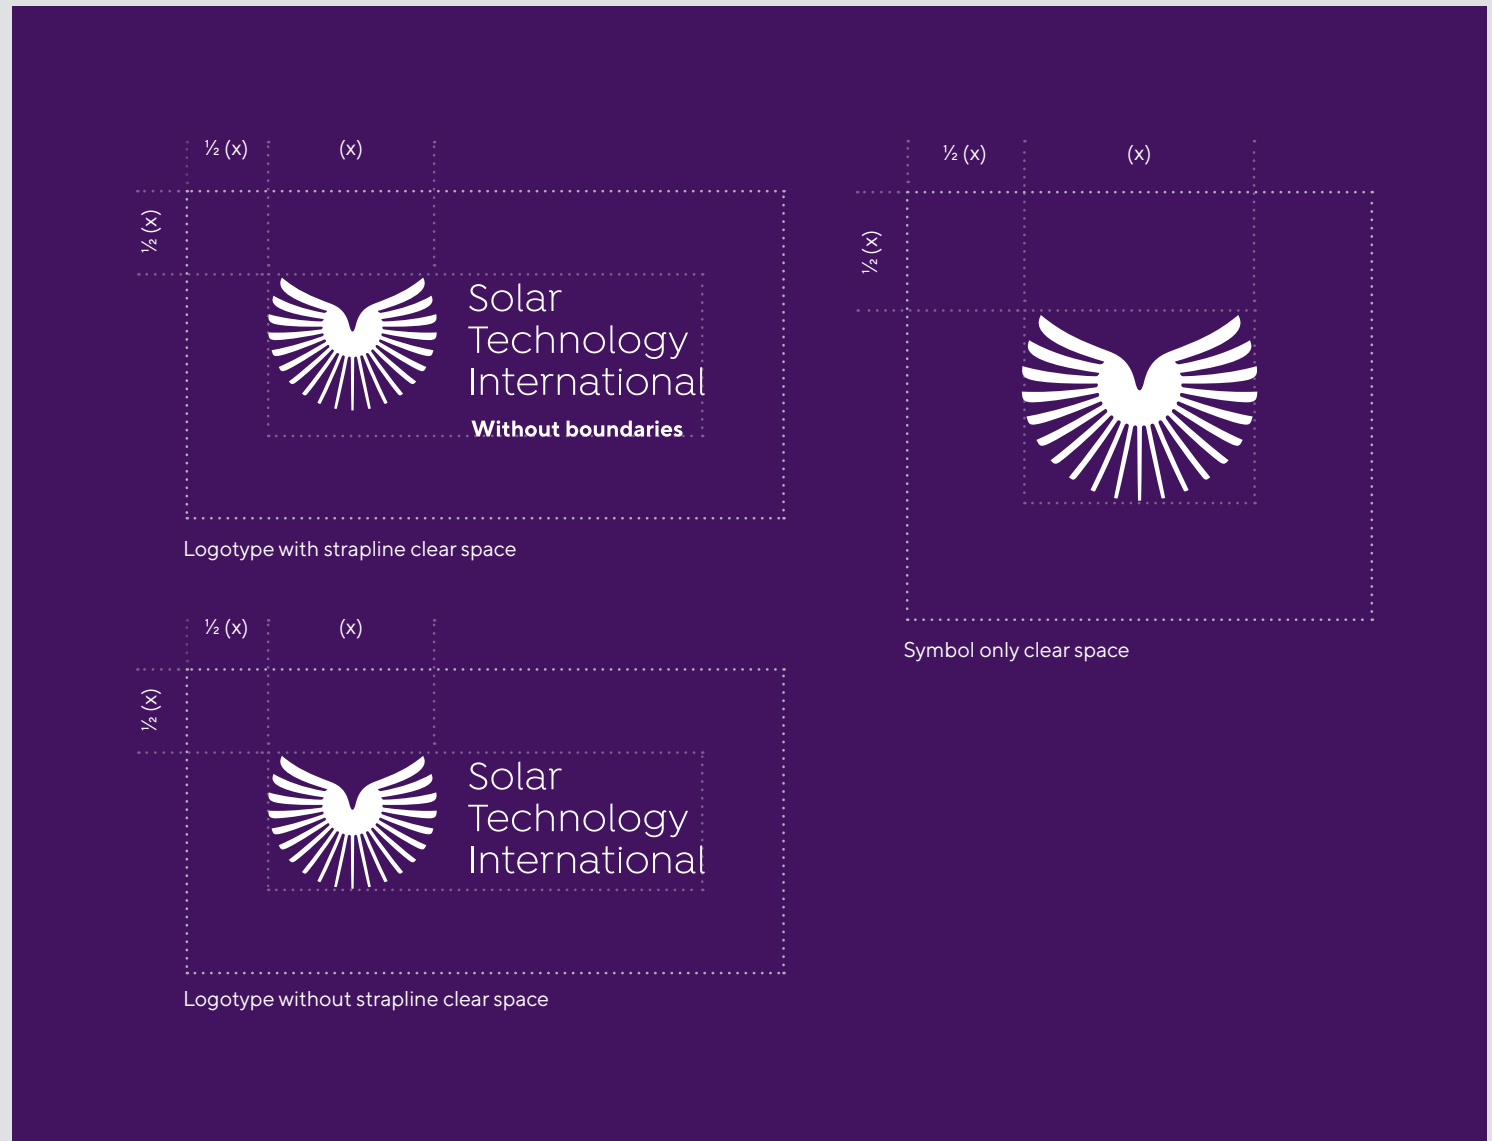 ½ (x)
(x)
½ (x)
Solar
Technology
International
Without boundaries
Logotype with strapline clear space
½ (x)
(x)
½ (x)
Solar
Technology
International
Logotype without strapline clear space
½ (x)
(x)
½ (x)
Symbol only clear space